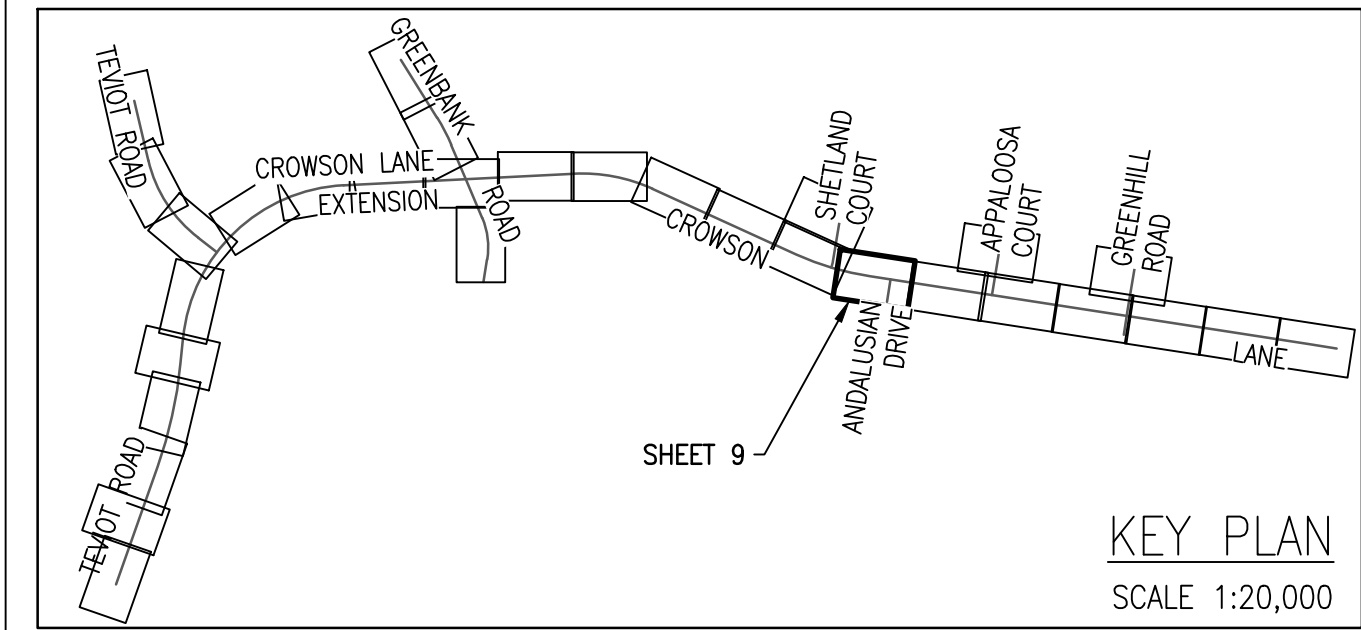 TEVIOT ROAD
GREENBANK
ROAD
CROWSON LANE
EXTENSION
CROWSON
SHETLAND
COURT
APPALOOSA
COURT
GREENHILL
ROAD
ANDALUSIAN
DRIVE
LANE
TEVIOT ROAD
SHEET 9
KEY PLAN
SCALE 1:20,000